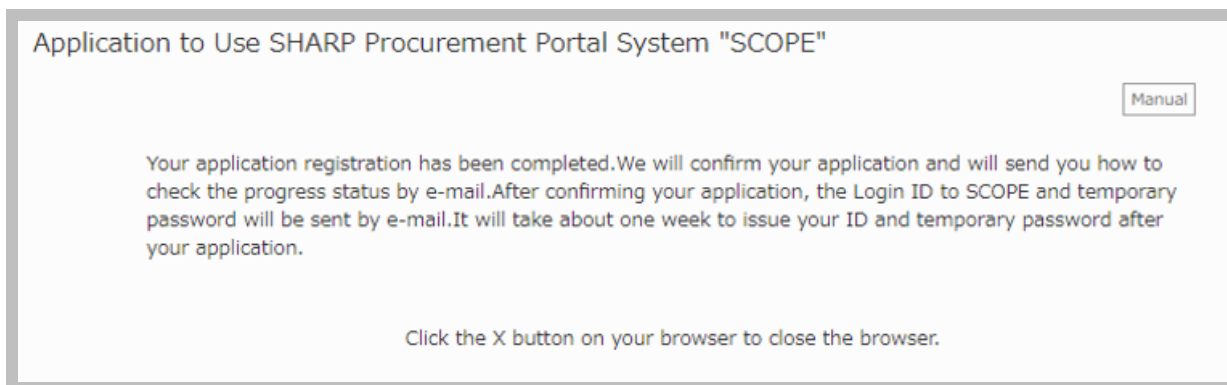 Application to Use SHARP Procurement Portal System "SCOPE"
Manual
Your application registration has been completed.We will confirm your application and will send you how to
check the progress status by e-mail.After confirming your application, the Login ID to SCOPE and temporary
password will be sent by e-mail.It will take about one week to issue your ID and temporary password after
your application.
Click the X button on your browser to close the browser.